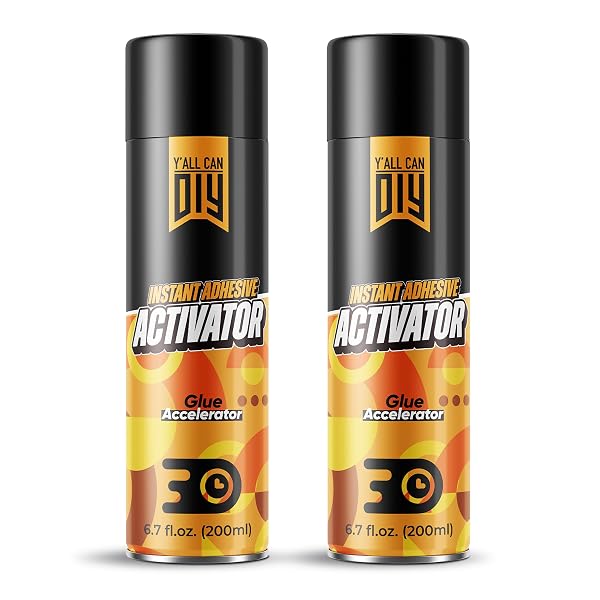 Y'ALL CAN
DIY
INSTANT ADHESIVE
ACTIVATOR
Glue
Accelerator
6.7 fl.oz. (200ml)
Y'ALL CAN
DIY
INSTANT ADHESIVE
ACTIVATOR
Glue
Accelerator
6.7 fl.oz. (200ml)